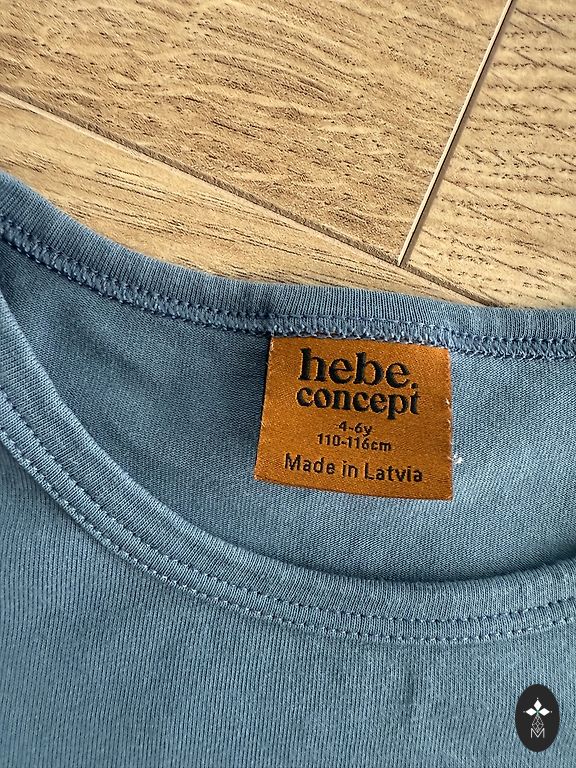 hebe.
concept
4-6y
110-116cm
Made in Latvia